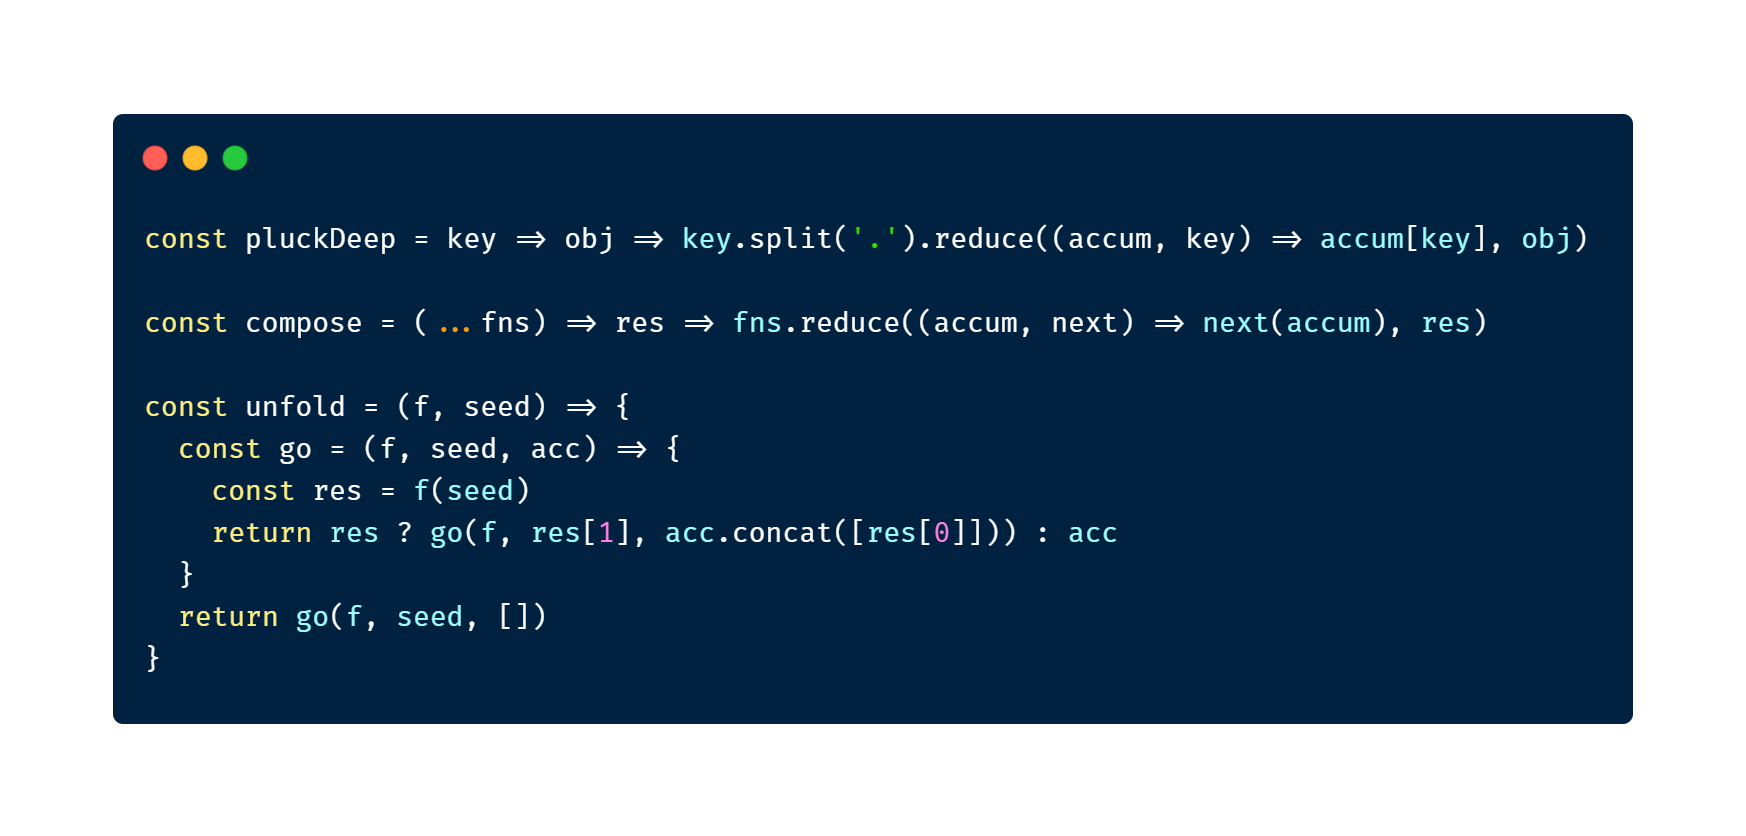 const pluckDeep = key => obj => key.split('.').reduce((accum, key) => accum[key], obj)
const compose = (...fns) => res => fns.reduce((accum, next) => next(accum), res)
const unfold = (f, seed) => {
  const go = (f, seed, acc) => {
    const res = f(seed)
    return res ? go(f, res[1], acc.concat([res[0]])) : acc
  }
  return go(f, seed, [])
}